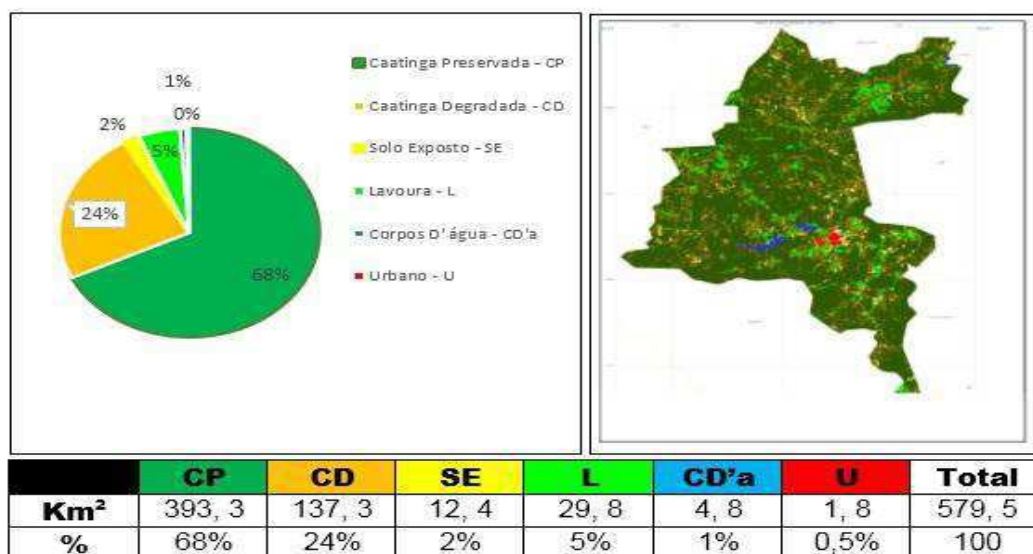 1%
0%
2%
5%
24%
68%
Caatinga Preservada - CP
Caatinga Degradada - CD
Solo Exposto - SE
Lavoura - L
Corpos D' água - CD'a
Urbano - U
CP CD SE L CD’a U Total
Km² 393, 3 137, 3 12, 4 29, 8 4, 8 1, 8 579, 5
% 68% 24% 2% 5% 1% 0,5% 100